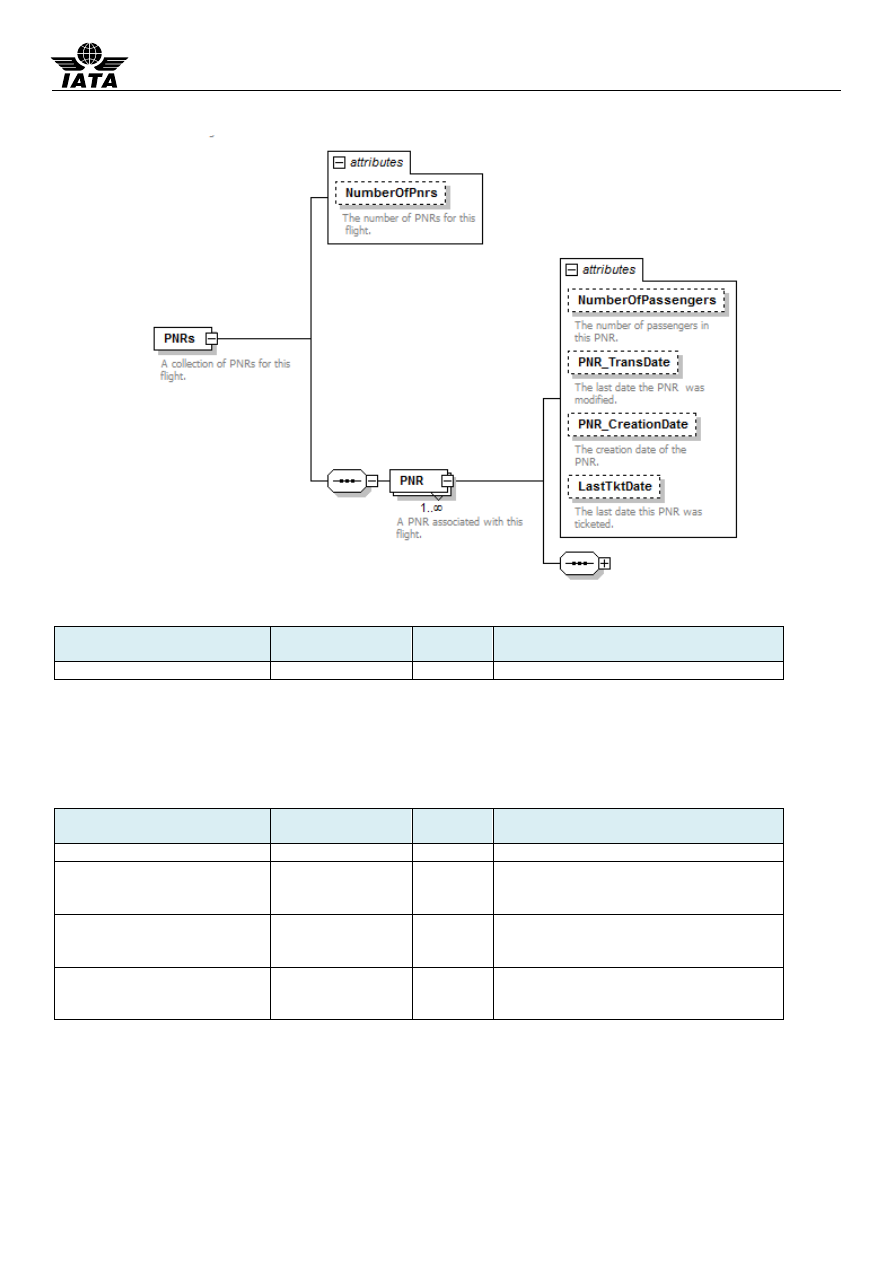 IATA
attributes
NumberOfPnrs
The number of PNRs for this
flight.
attributes
NumberOfPassengers
The number of passengers in
this PNR.
PNRs
A collection of PNRs for this
flight.
PNR_TransDate
The last date the PNR was
modified.
PNR_CreationDate
The creation date of the
PNR.
PNR
1..∞
A PNR associated with this
flight.
LastTktDate
The last date this PNR was
ticketed.